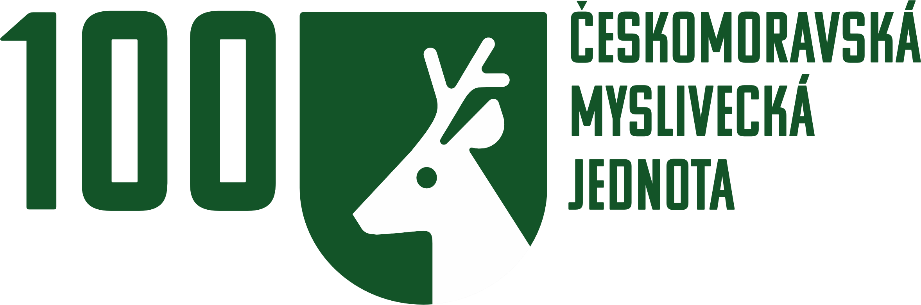 100
ČESKOMORAVSKÁ
MYSLIVECKÁ
JEDNOTA